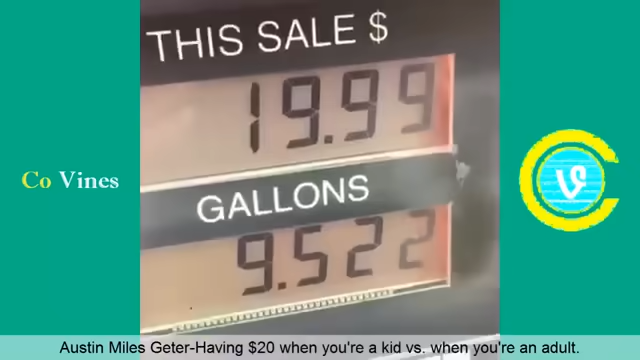 THIS SALE $
19.99
Co Vines
GALLONS
9.522
Austin Miles Geter-Having $20 when you're a kid vs. when you're an adult.